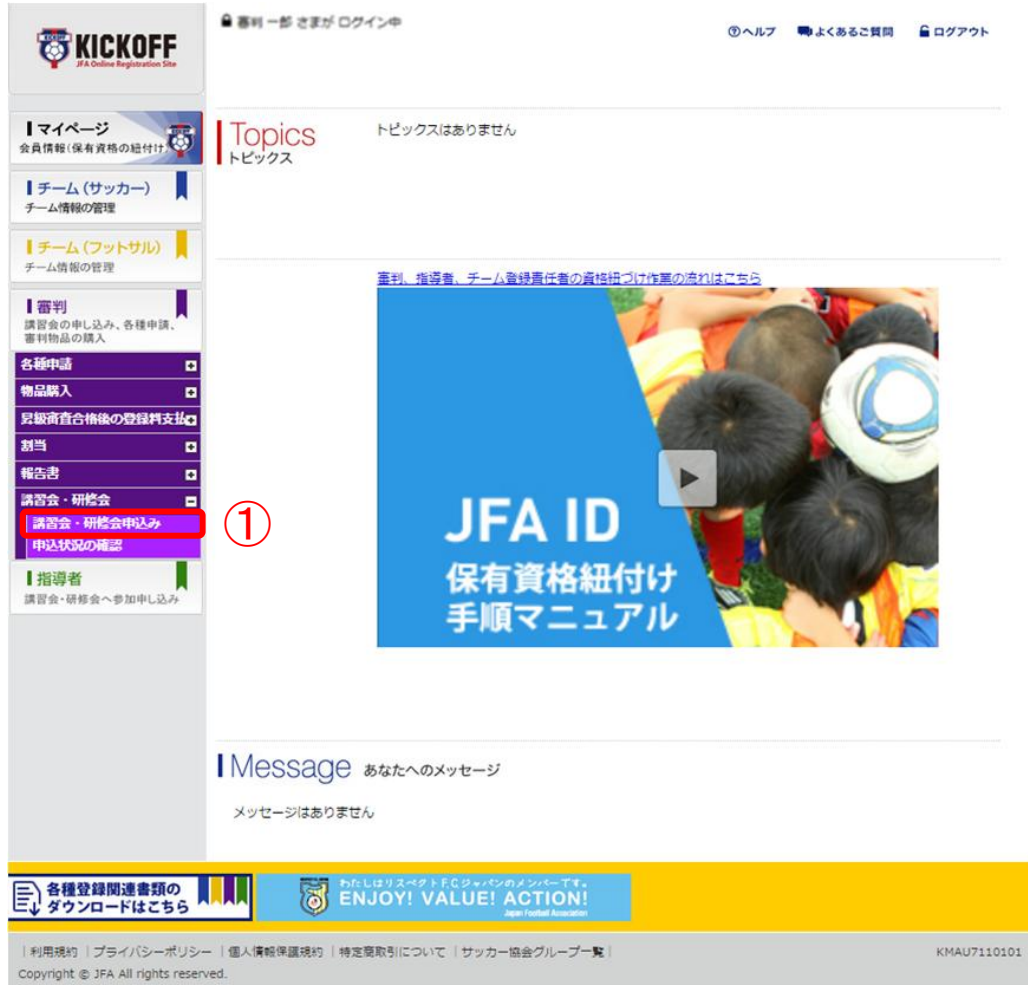 KICKOFF
JFA Online Registration Site
審判 一郎 さまが ログイン中
ヘルプ
よくあるご質問
ログアウト
マイページ
会員情報(保有資格の紐付け
チーム (サッカー)
チーム情報の管理
チーム (フットサル)
チーム情報の管理
審判
講習会の申し込み、各種申請、
審判物品の購入
各種申請
物品購入
昇級審査合格後の登録料支払
割当
報告書
講習会・研修会
講習会・研修会申込み
申込状況の確認
①
指導者
講習会・研修会へ参加申し込み
Topics
トピックス
トピックスはありません
審判、指導者、チーム登録責任者の資格紐づけ作業の流れはこちら
JFA ID
保有資格紐付け
手順マニュアル
Message あなたへのメッセージ
メッセージはありません
各種登録関連書類の
ダウンロードはこちら
わたしはリスペクトF.C.ジャパンのメンバーです。
ENJOY! VALUE! ACTION!
Japan Football Association
|利用規約 |プライバシーポリシー |個人情報保護規約 |特定商取引について |サッカー協会グループ一覧|
KMAU7110101
Copyright © JFA All rights reserved.